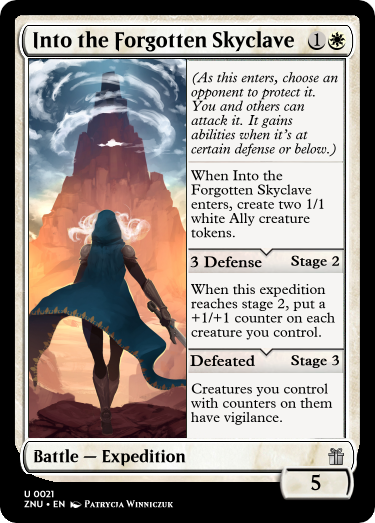 Into the Forgotten Skyclave 1
(As this enters, choose an
opponent to protect it.
You and others can
attack it. It gains
abilities when it's at
certain defense or below.)
When Into the
Forgotten Skyclave
enters, create two 1/1
white Ally creature
tokens.
3 Defense Stage 2
When this expedition
reaches stage 2, put a
+1/+1 counter on each
creature you control.
Defeated Stage 3
Creatures you control
with counters on them
have vigilance.
Battle — Expedition
5
U 0021
ZNU • EN Patrycja Winniczuk